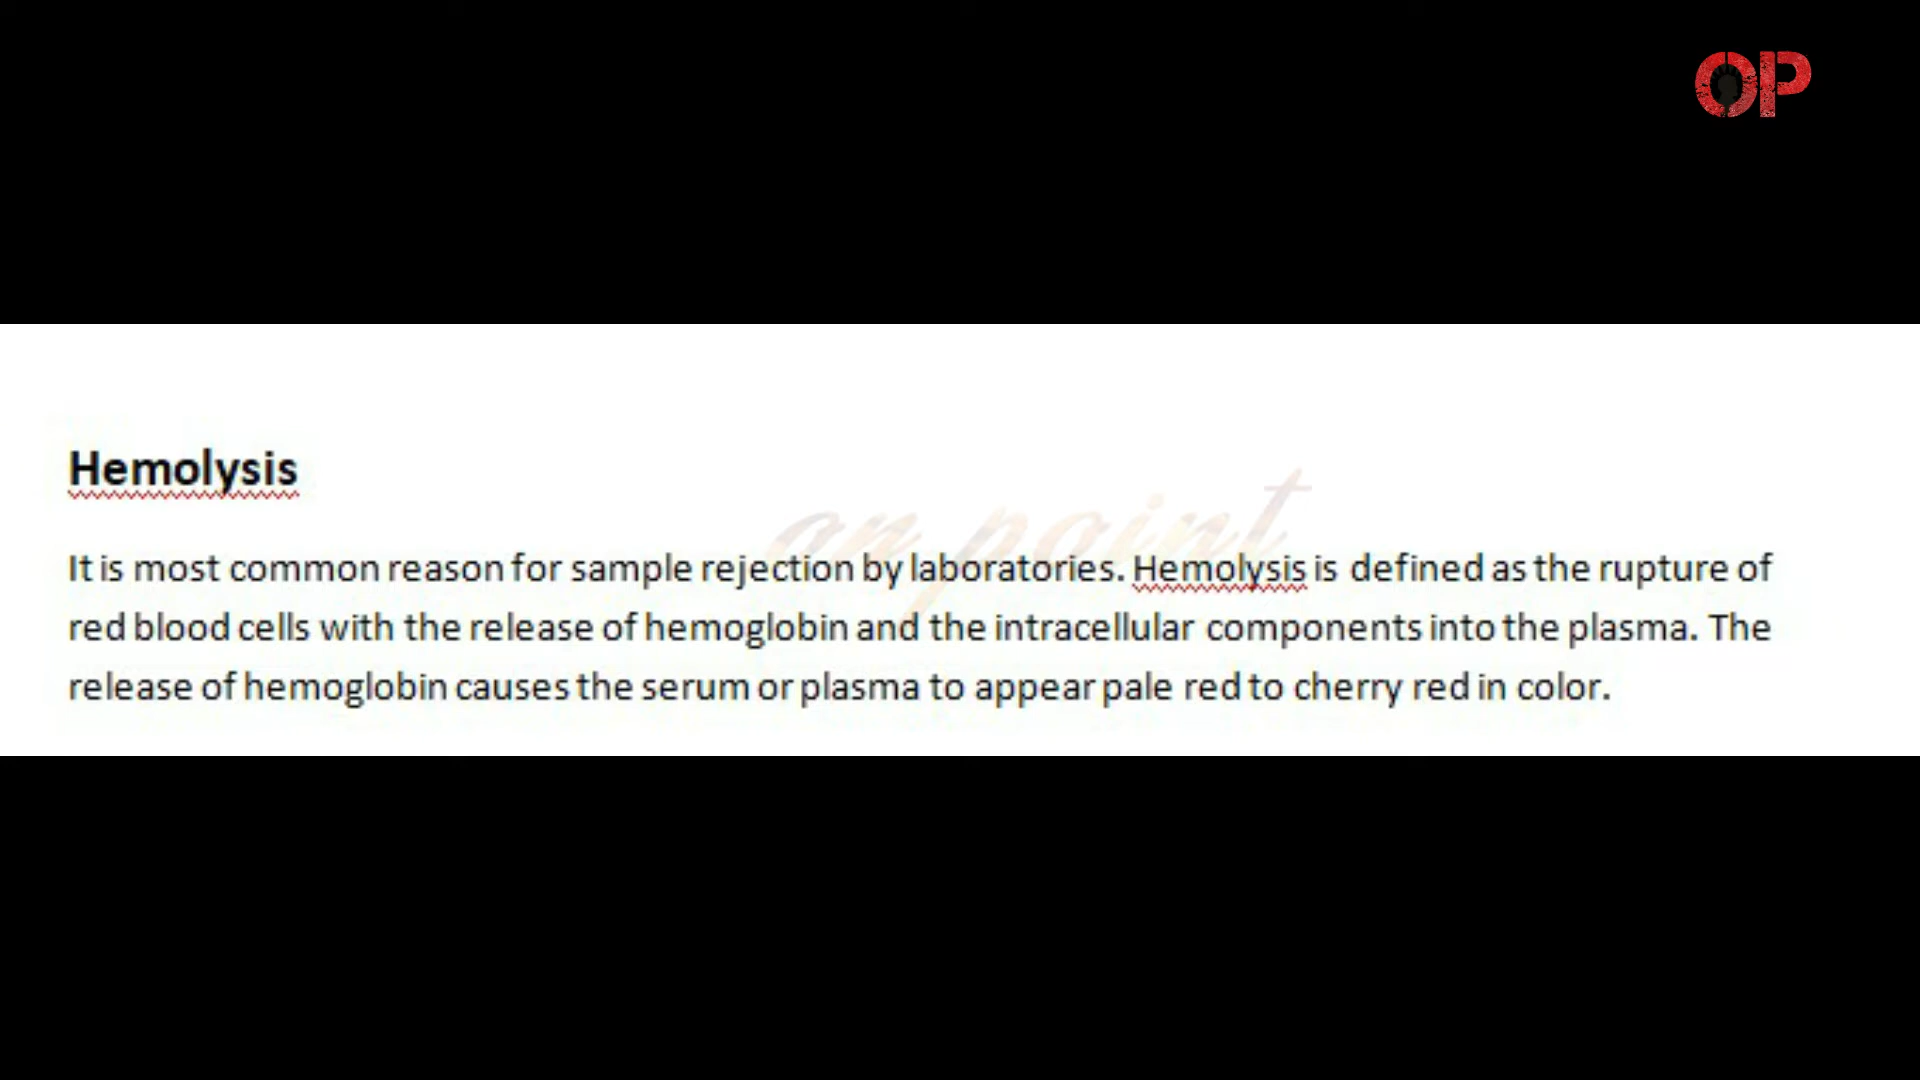 OP
Hemolysis
on point
It is most common reason for sample rejection by laboratories. Hemolysis is defined as the rupture of
red blood cells with the release of hemoglobin and the intracellular components into the plasma. The
release of hemoglobin causes the serum or plasma to appear pale red to cherry red in color.